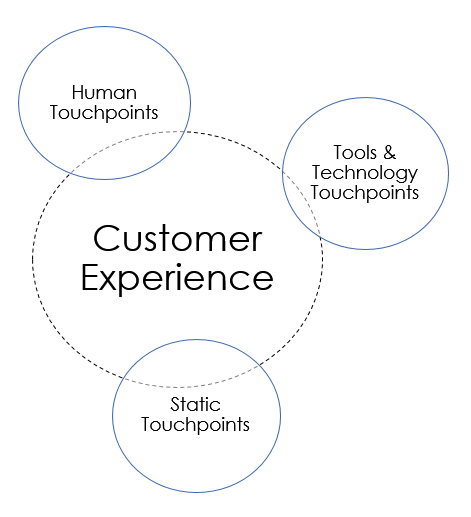 Human
Touchpoints
Tools &
Technology
Touchpoints
Customer
Experience
Static
Touchpoints